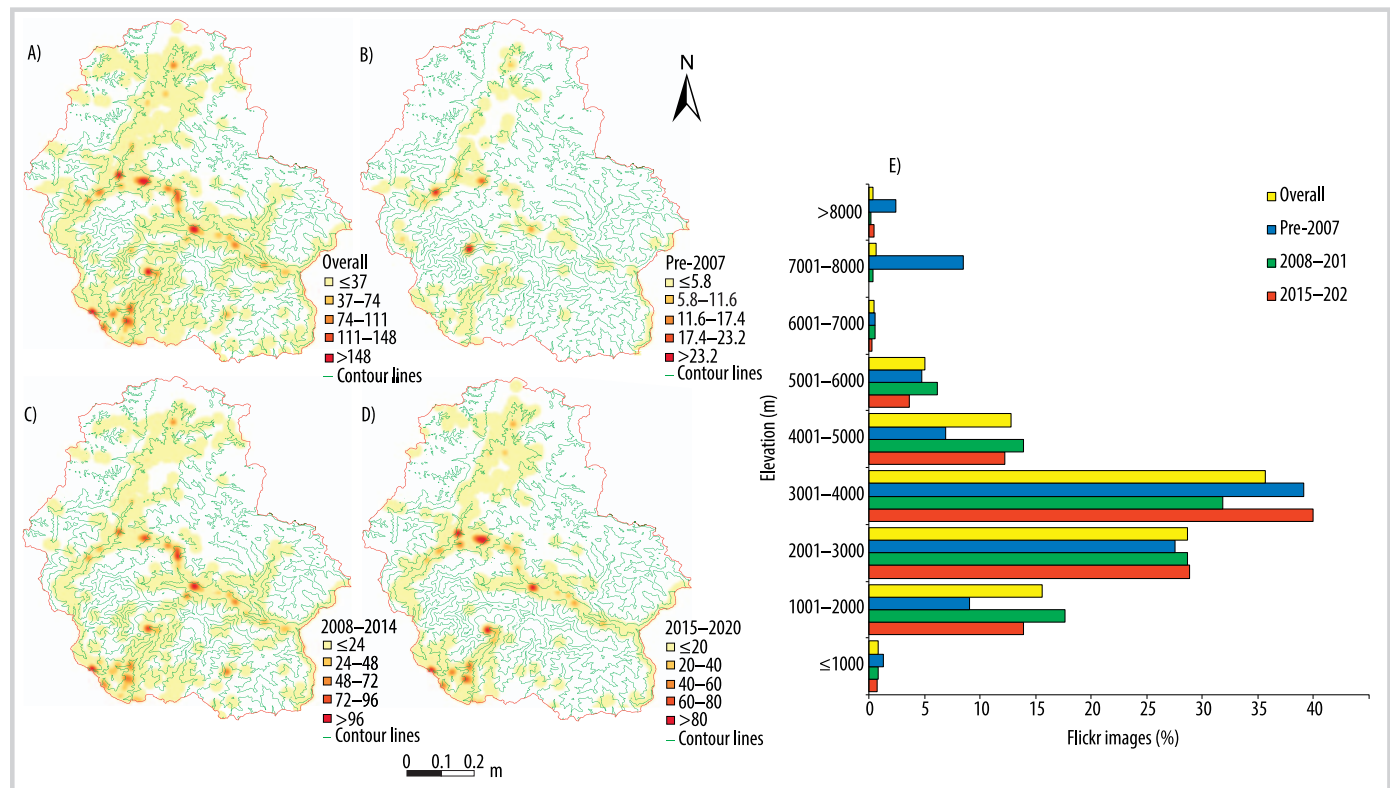 A)
Overall
≤37
37–74
74–111
111–148
>148
Contour lines
B)
N
Pre-2007
≤5.8
5.8–11.6
11.6–17.4
17.4–23.2
>23.2
Contour lines
C)
2008–2014
≤24
24–48
48–72
72–96
>96
Contour lines
D)
2015–2020
≤20
20–40
40–60
60–80
>80
Contour lines
0 0.1 0.2 m
E)
Overall
Pre-2007
2008–201
2015–202
Elevation (m)
>8000
7001–8000
6001–7000
5001–6000
4001–5000
3001–4000
2001–3000
1001–2000
≤1000
0 5 10 15 20 25 30 35 40
Flickr images (%)